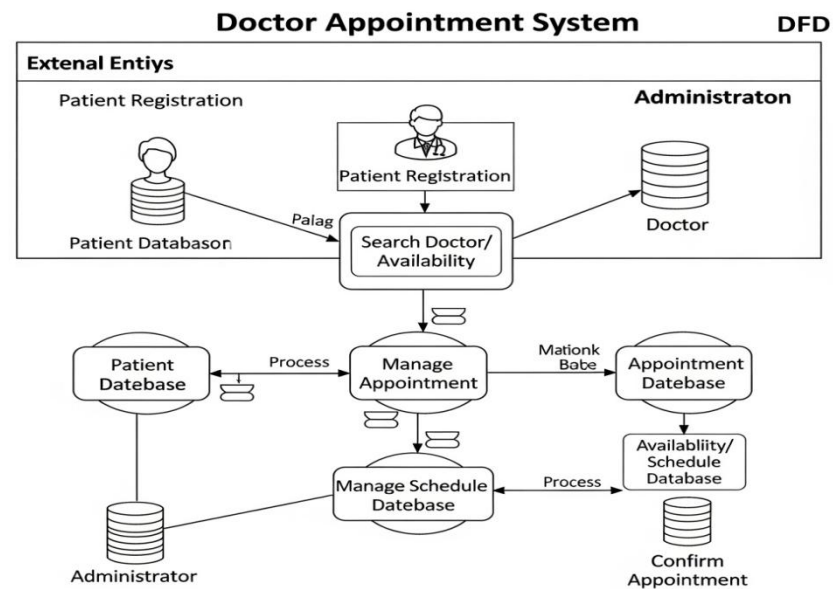 Doctor Appointment System
DFD
Extenal Entiys
Patient Registration
Administraton
Patient Registration
Palag
Patient Databason
Search Doctor/
Availability
Doctor
Patient
Datebase
Process
Manage
Appointment
Mationk
Babe
Appointment
Datebase
Manage Schedule
Datebase
Process
Availabliity/
Schedule
Database
Administrator
Confirm
Appointment